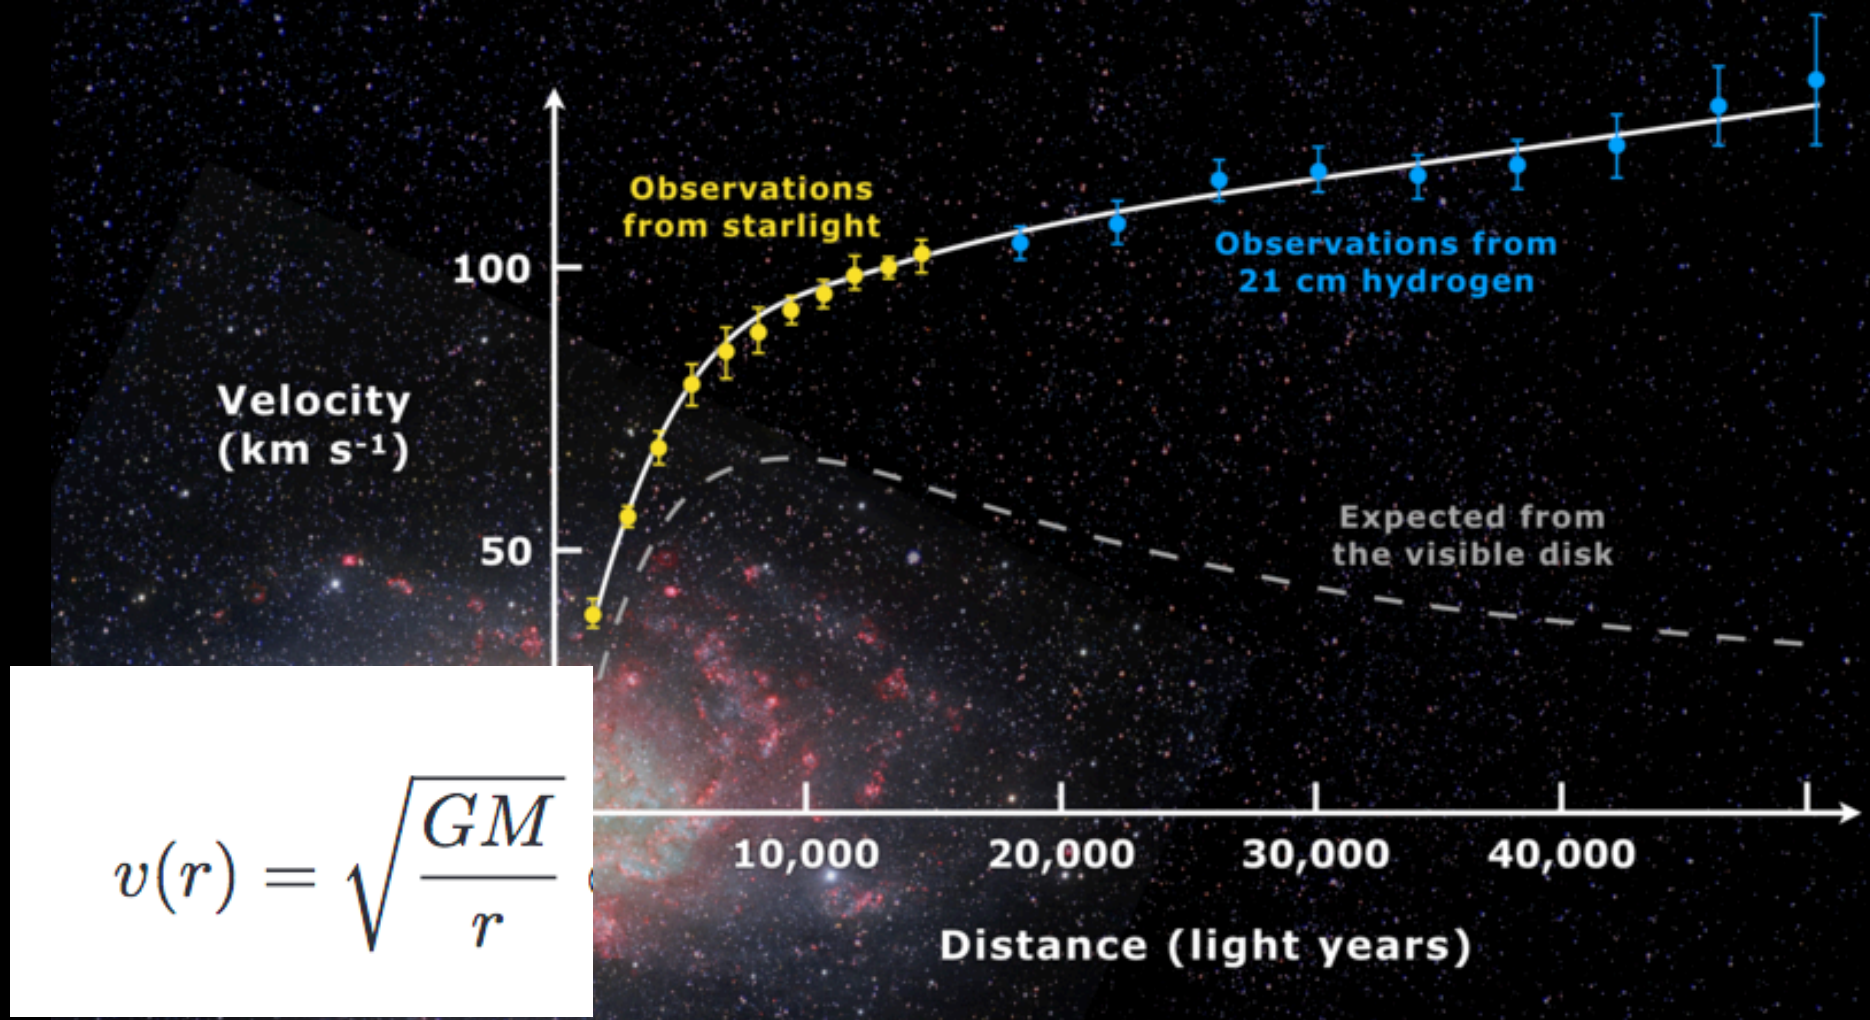 Observations
from starlight
100
Observations from
21 cm hydrogen
Velocity
(km s-1)
50
Expected from
the visible disk
v(r) = √(GM/r)
10,000
20,000
30,000
40,000
Distance (light years)